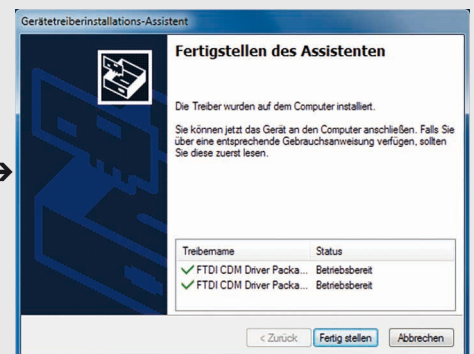 Gerätetreiberinstallations-Assistent
Fertigstellen des Assistenten
Die Treiber wurden auf dem Computer installiert.
Sie können jetzt das Gerät an den Computer anschließen. Falls Sie
über eine entsprechende Gebrauchsanweisung verfügen, sollten
Sie diese zuerst lesen.
Treibername Status
FTDI CDM Driver Packa... Betriebsbereit
FTDI CDM Driver Packa... Betriebsbereit
< Zurück Fertig stellen Abbrechen